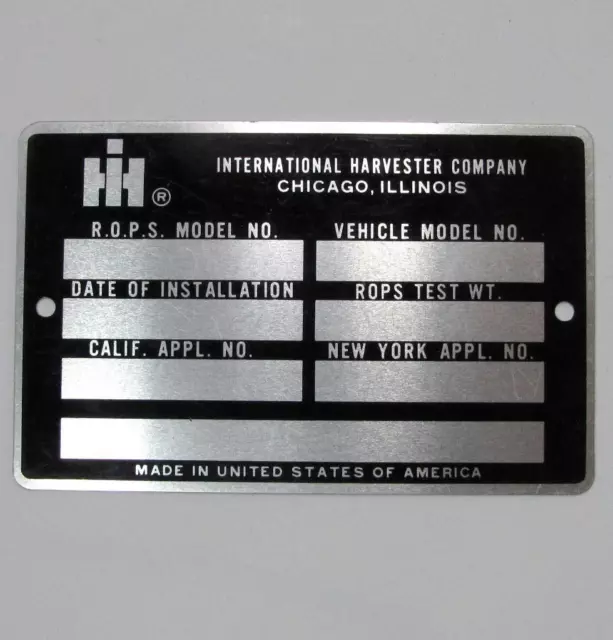 IH ®
INTERNATIONAL HARVESTER COMPANY
CHICAGO, ILLINOIS
R.O.P.S. MODEL NO. VEHICLE MODEL NO.
DATE OF INSTALLATION ROPS TEST WT.
CALIF. APPL. NO. NEW YORK APPL. NO.
MADE IN UNITED STATES OF AMERICA